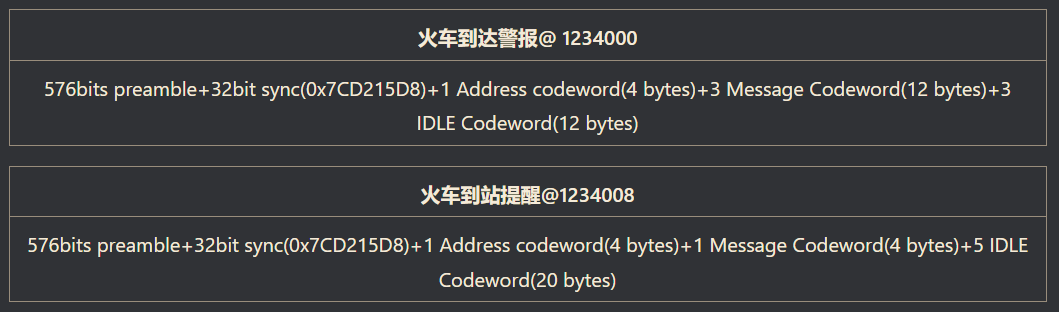 火车到达警报@ 1234000
576bits preamble+32bit sync(0x7CD215D8)+1 Address codeword(4 bytes)+3 Message Codeword(12 bytes)+3
IDLE Codeword(12 bytes)
火车到站提醒@1234008
576bits preamble+32bit sync(0x7CD215D8)+1 Address codeword(4 bytes)+1 Message Codeword(4 bytes)+5 IDLE
Codeword(20 bytes)